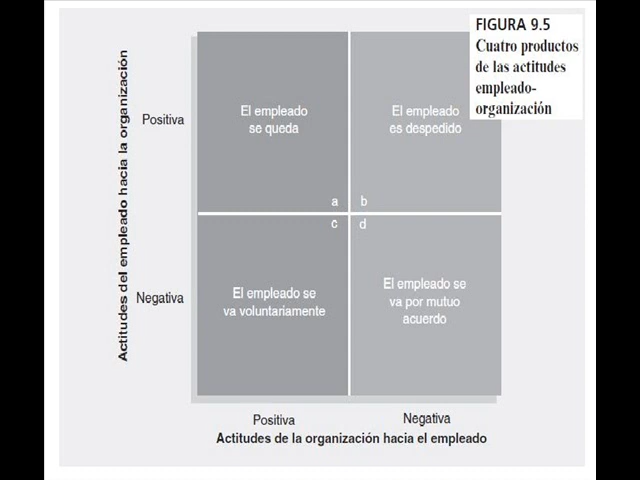 FIGURA 9.5
Cuatro productos
de las actitudes
empleado-
organización
Actitudes del empleado hacia la organización
Positiva
El empleado
se queda
a
El empleado
es despedido
b
Negativa
El empleado se
va voluntariamente
c
El empleado se
va por mutuo
acuerdo
d
Positiva
Negativa
Actitudes de la organización hacia el empleado